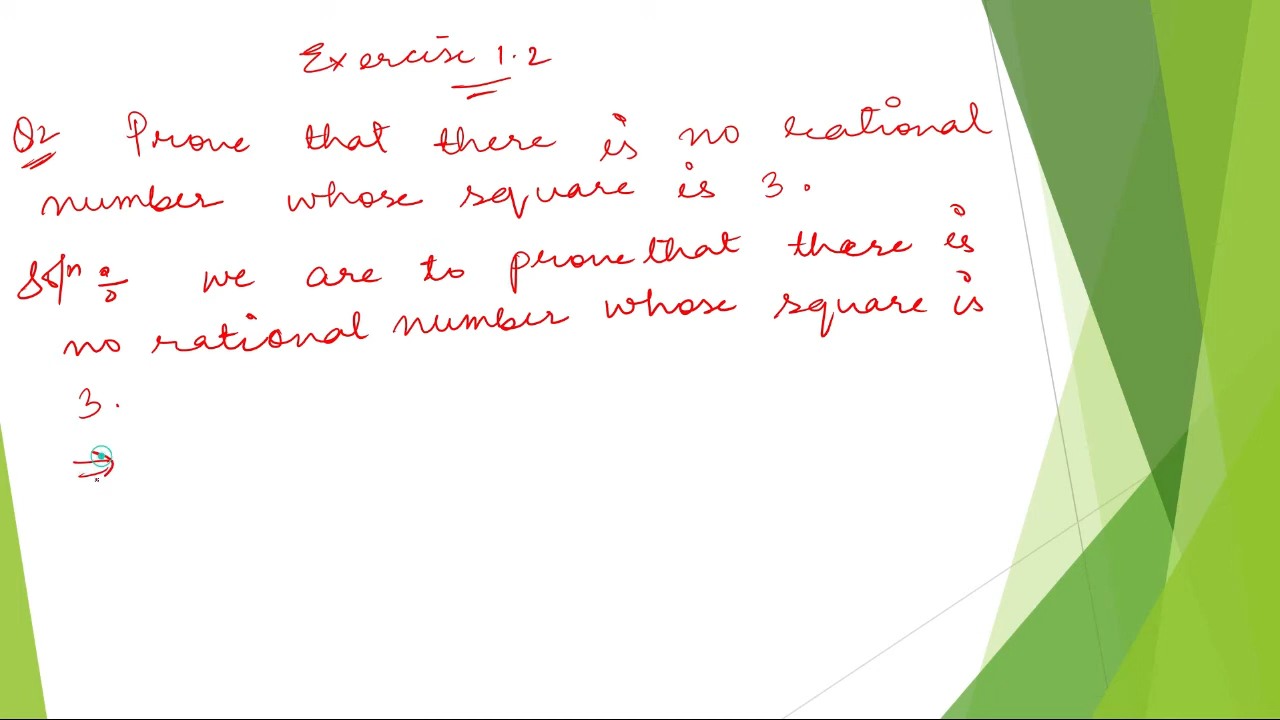 Exercise 1.2
Q2 Prove that there is no rational
number whose square is 3.
Solⁿ : we are to prove that there is
no rational number whose square is
3.
⇒